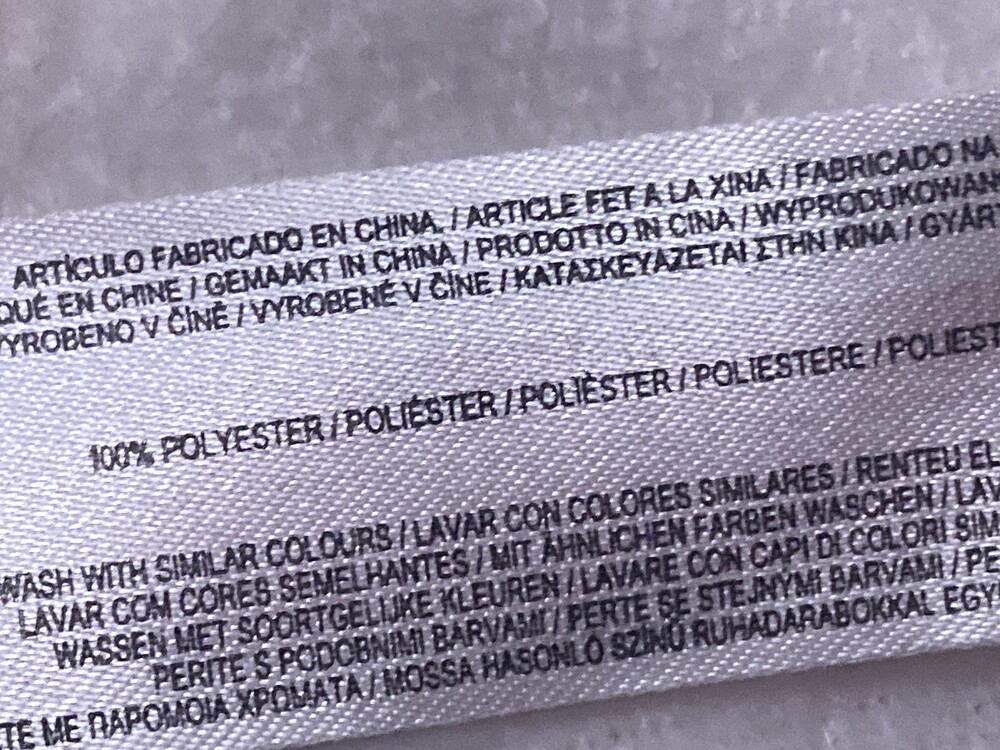 ARTÍCULO FABRICADO EN CHINA. / ARTICLE FET A LA XINA / FABRICADO NA
QUÉ EN CHINE / GEMAAKT IN CHINA / PRODOTTO IN CINA / WYPRODUKOWAN
VYROBENO V ČÍNĚ / VYROBENÉ V ČÍNE / ΚΑΤΑΣΚΕΥΑΖΕΤΑΙ ΣΤΗΝ ΚΙΝΑ / GYÁRT
100% POLYESTER / POLIÉSTER / POLIÈSTER / POLIESTERE / POLIEST
WASH WITH SIMILAR COLOURS / LAVAR CON COLORES SIMILARES / RENTEU EL
LAVAR COM CORES SEMELHANTES / MIT ÄHNLICHEN FARBEN WASCHEN / LAV
WASSEN MET SOORTGELIJKE KLEUREN / LAVARE CON CAPI DI COLORI SIM
PERITE S PODOBNIMI BARVAMI / PERTE SE STEJNÝMI BARVAMI / PE
ΤΕ ΜΕ ΠΑΡΟΜΟΙΑ ΧΡΩΜΑΤΑ / MOSSA HASONLÓ SZÍNŰ RUHADARABOKKAL EGY